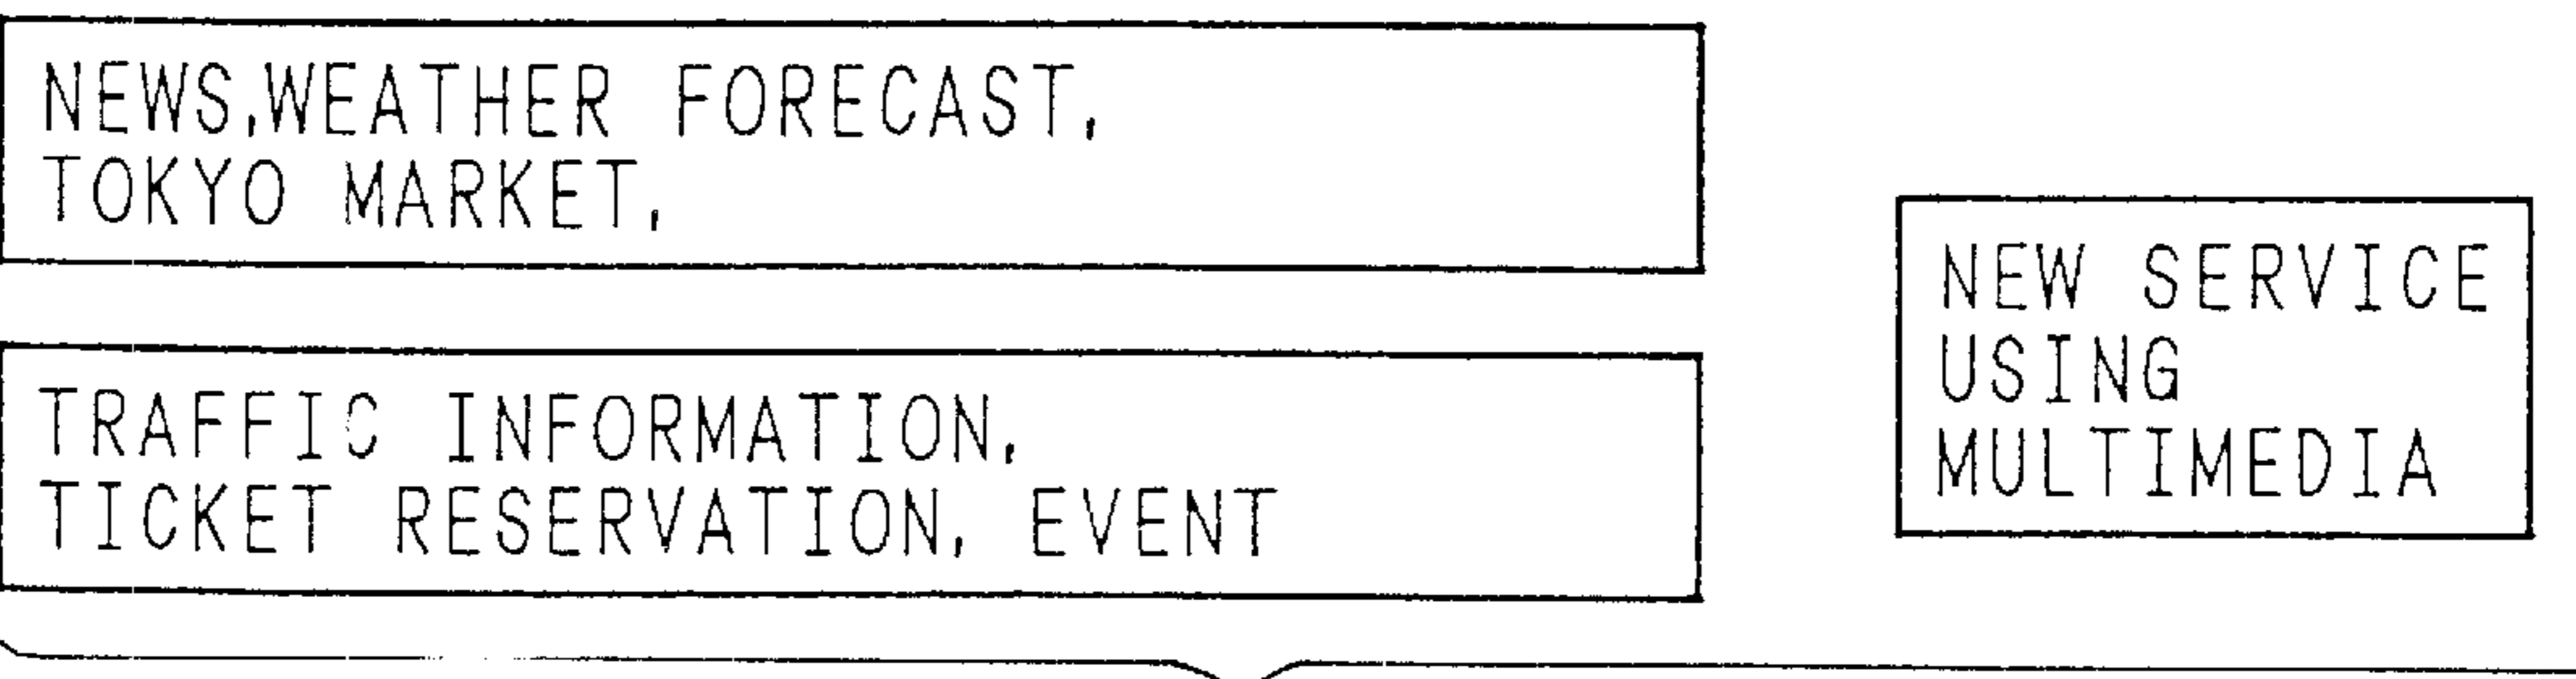 NEWS,WEATHER FORECAST,
TOKYO MARKET,
TRAFFIC INFORMATION,
TICKET RESERVATION, EVENT
NEW SERVICE
USING
MULTIMEDIA